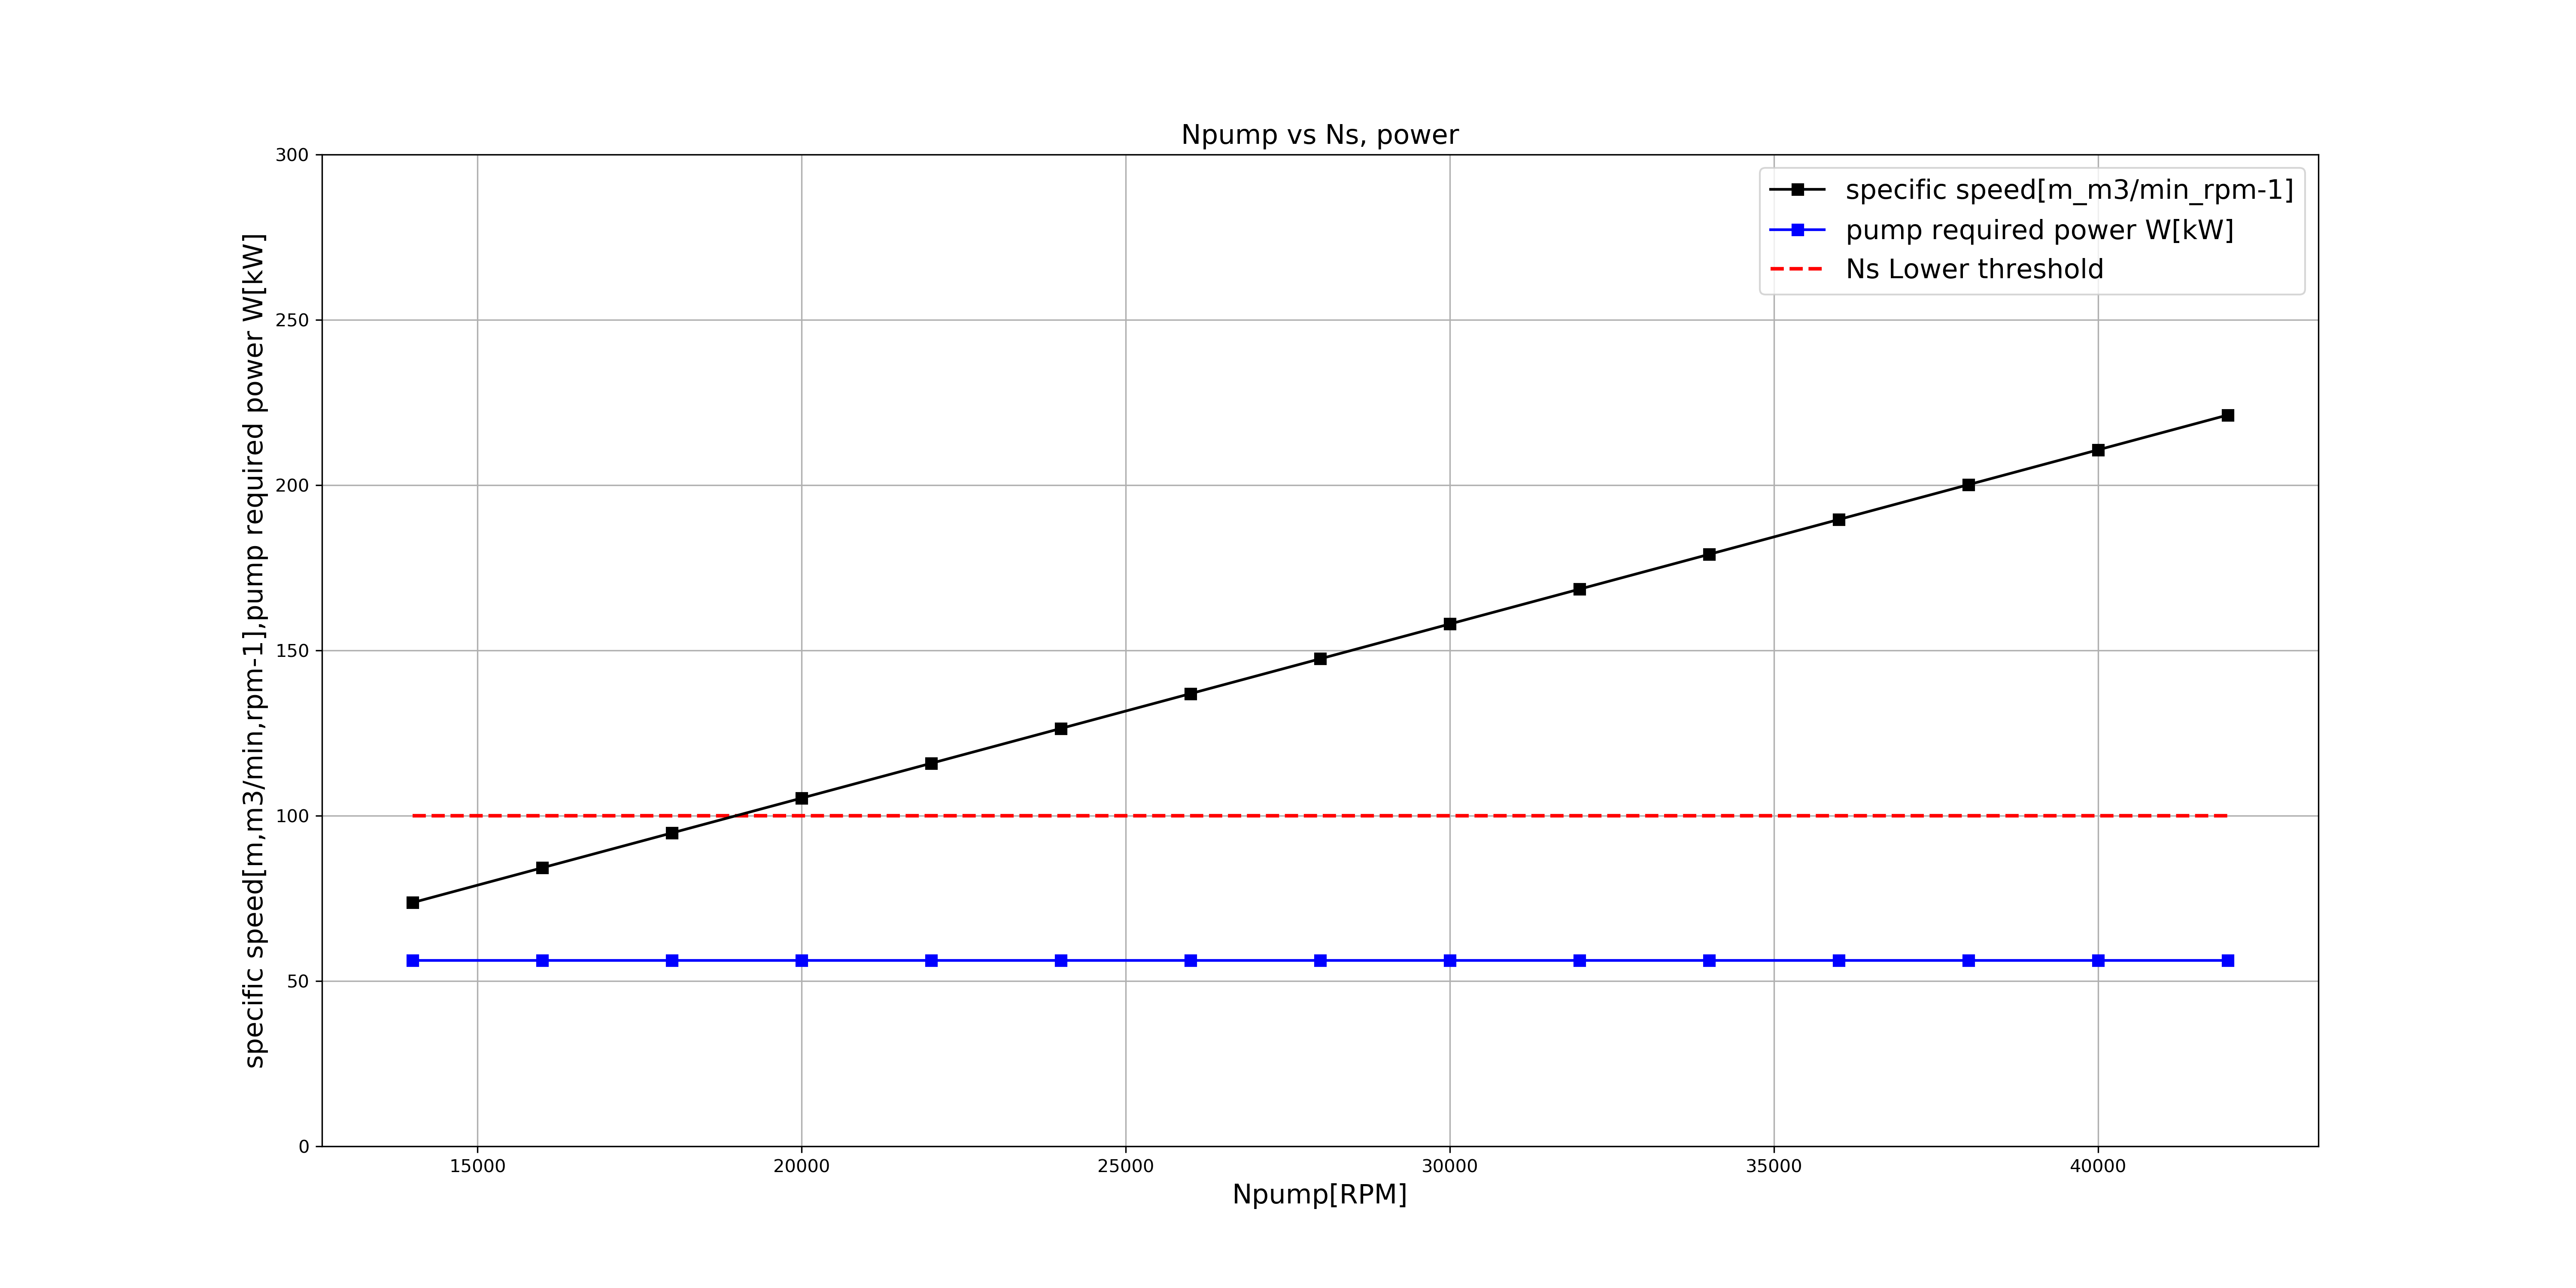 Npump vs Ns, power
specific speed[m_m3/min_rpm-1]
pump required power W[kW]
Ns Lower threshold
specific speed[m,m3/min,rpm-1],pump required power W[kW]
300
250
200
150
100
50
0
15000
20000
25000
30000
35000
40000
Npump[RPM]